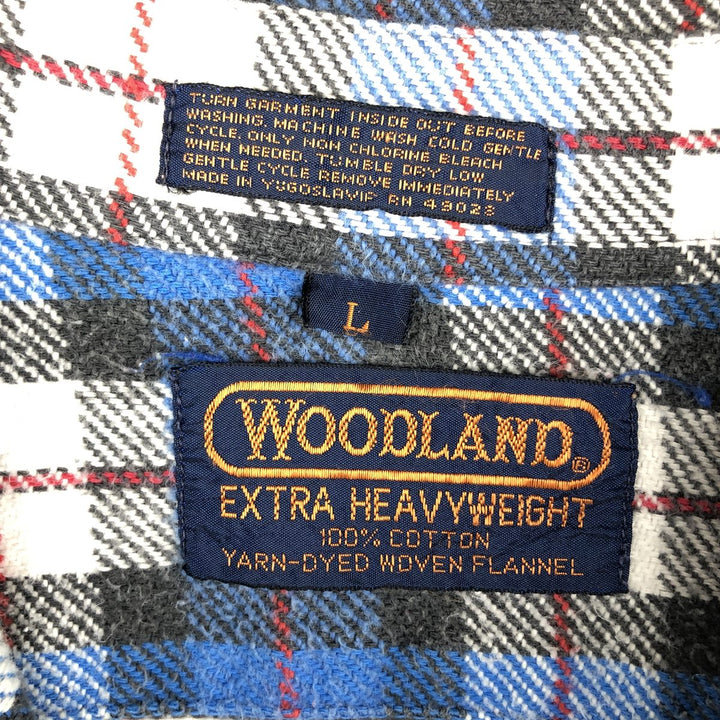 TURN GARMENT INSIDE OUT BEFORE
WASHING. MACHINE WASH COLD GENTLE
CYCLE. ONLY NON CHLORINE BLEACH
WHEN NEEDED. TUMBLE DRY LOW
GENTLE CYCLE REMOVE IMMEDIATELY
MADE IN YUGOSLAVIF RN 49023
L
WOODLAND®
EXTRA HEAVYWEIGHT
100% COTTON
YARN-DYED WOVEN FLANNEL